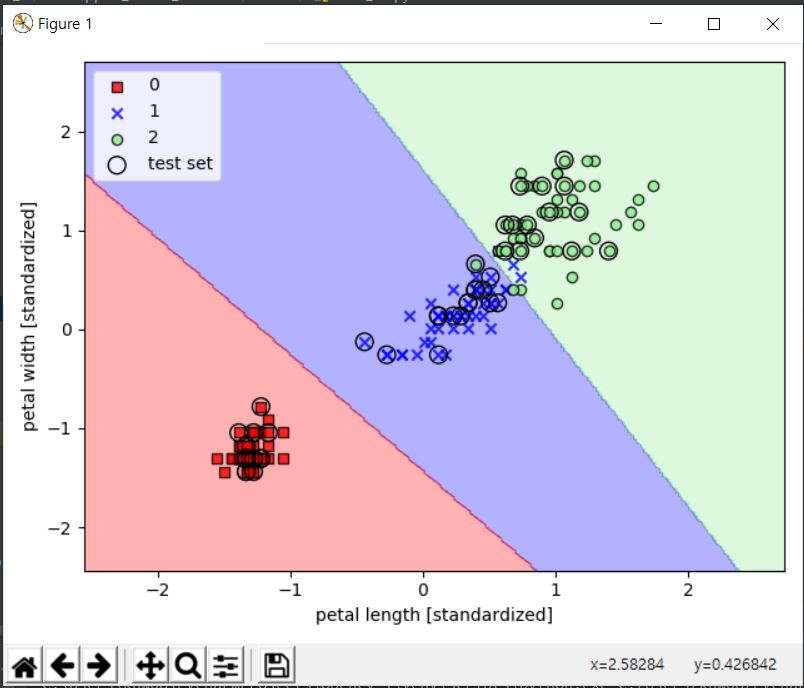 Figure 1
0
1
2
test set
2
1
0
−1
−2
petal width [standardized]
−2
−1
0
1
2
petal length [standardized]
x=2.58284 y=0.426842